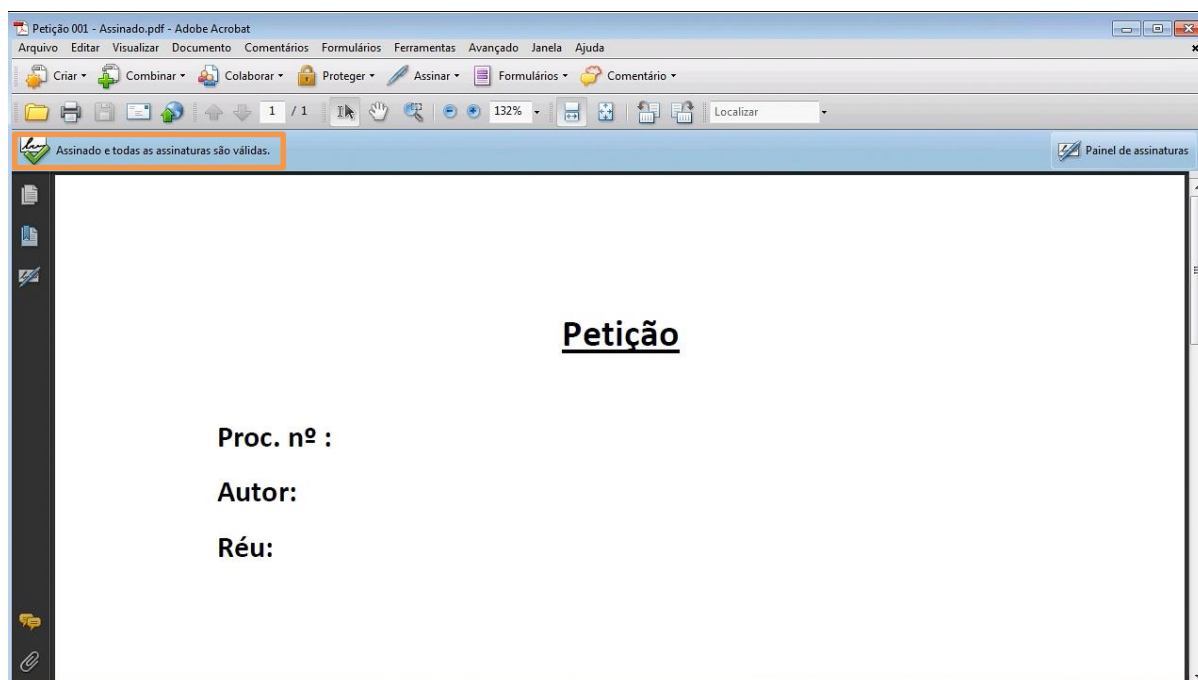 Petição 001 - Assinado.pdf - Adobe Acrobat
Arquivo Editar Visualizar Documento Comentários Formulários Ferramentas Avançado Janela Ajuda
Criar Combinar Colaborar Proteger Assinar Formulários Comentário
1 / 1 132% Localizar
Assinado e todas as assinaturas são válidas. Painel de assinaturas
Petição
Proc. nº :
Autor:
Réu: